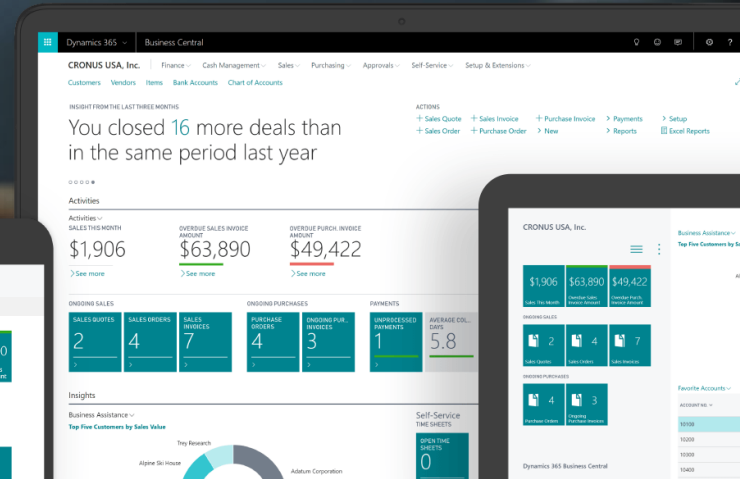 Dynamics 365
Business Central
CRONUS USA, Inc.
Finance
Cash Management
Sales
Purchasing
Approvals
Self-Service
Setup & Extensions
Customers
Vendors
Items
Bank Accounts
Chart of Accounts
INSIGHT FROM THE LAST THREE MONTHS
You closed 16 more deals than
in the same period last year
ACTIONS
+ Sales Quote
+ Sales Invoice
+ Purchase Invoice
> Payments
> Setup
+ Sales Order
+ Purchase Order
> New
> Reports
Excel Reports
Activities
Activities
SALES THIS MONTH
$1,906
> See more
OVERDUE SALES INVOICE
AMOUNT
$63,890
> See more
OVERDUE PURCH. INVOICE
AMOUNT
$49,422
> See more
ONGOING SALES
SALES QUOTES
2
SALES ORDERS
4
SALES
INVOICES
7
ONGOING PURCHASES
PURCHASE
ORDERS
4
ONGOING PUR...
INVOICES
3
PAYMENTS
UNPROCESSED
PAYMENTS
1
AVERAGE COL...
DAYS
5.8
Insights
Business Assistance
Top Five Customers by Sales Value
Trey Research
Alpine Ski House
Adatum Corporation
Self-Service
TIME SHEETS
OPEN TIME
SHEETS
0
CRONUS USA, Inc.
$1,906
Sales This Month
$63,890
Overdue Sales
Invoice Amount
$49,422
Overdue Purch.
Invoice Amount
ONGOING SALES
2
Sales Quotes
4
Sales Orders
7
Sales Invoices
ONGOING PURCHASES
4
Purchase Orders
3
Ongoing
Purchase Invoices
Dynamics 365 Business Central
Business Assistance
Top Five Customers by Sa
Favorite Accounts
ACCOUNT NO.
10100
10200
10300
10400